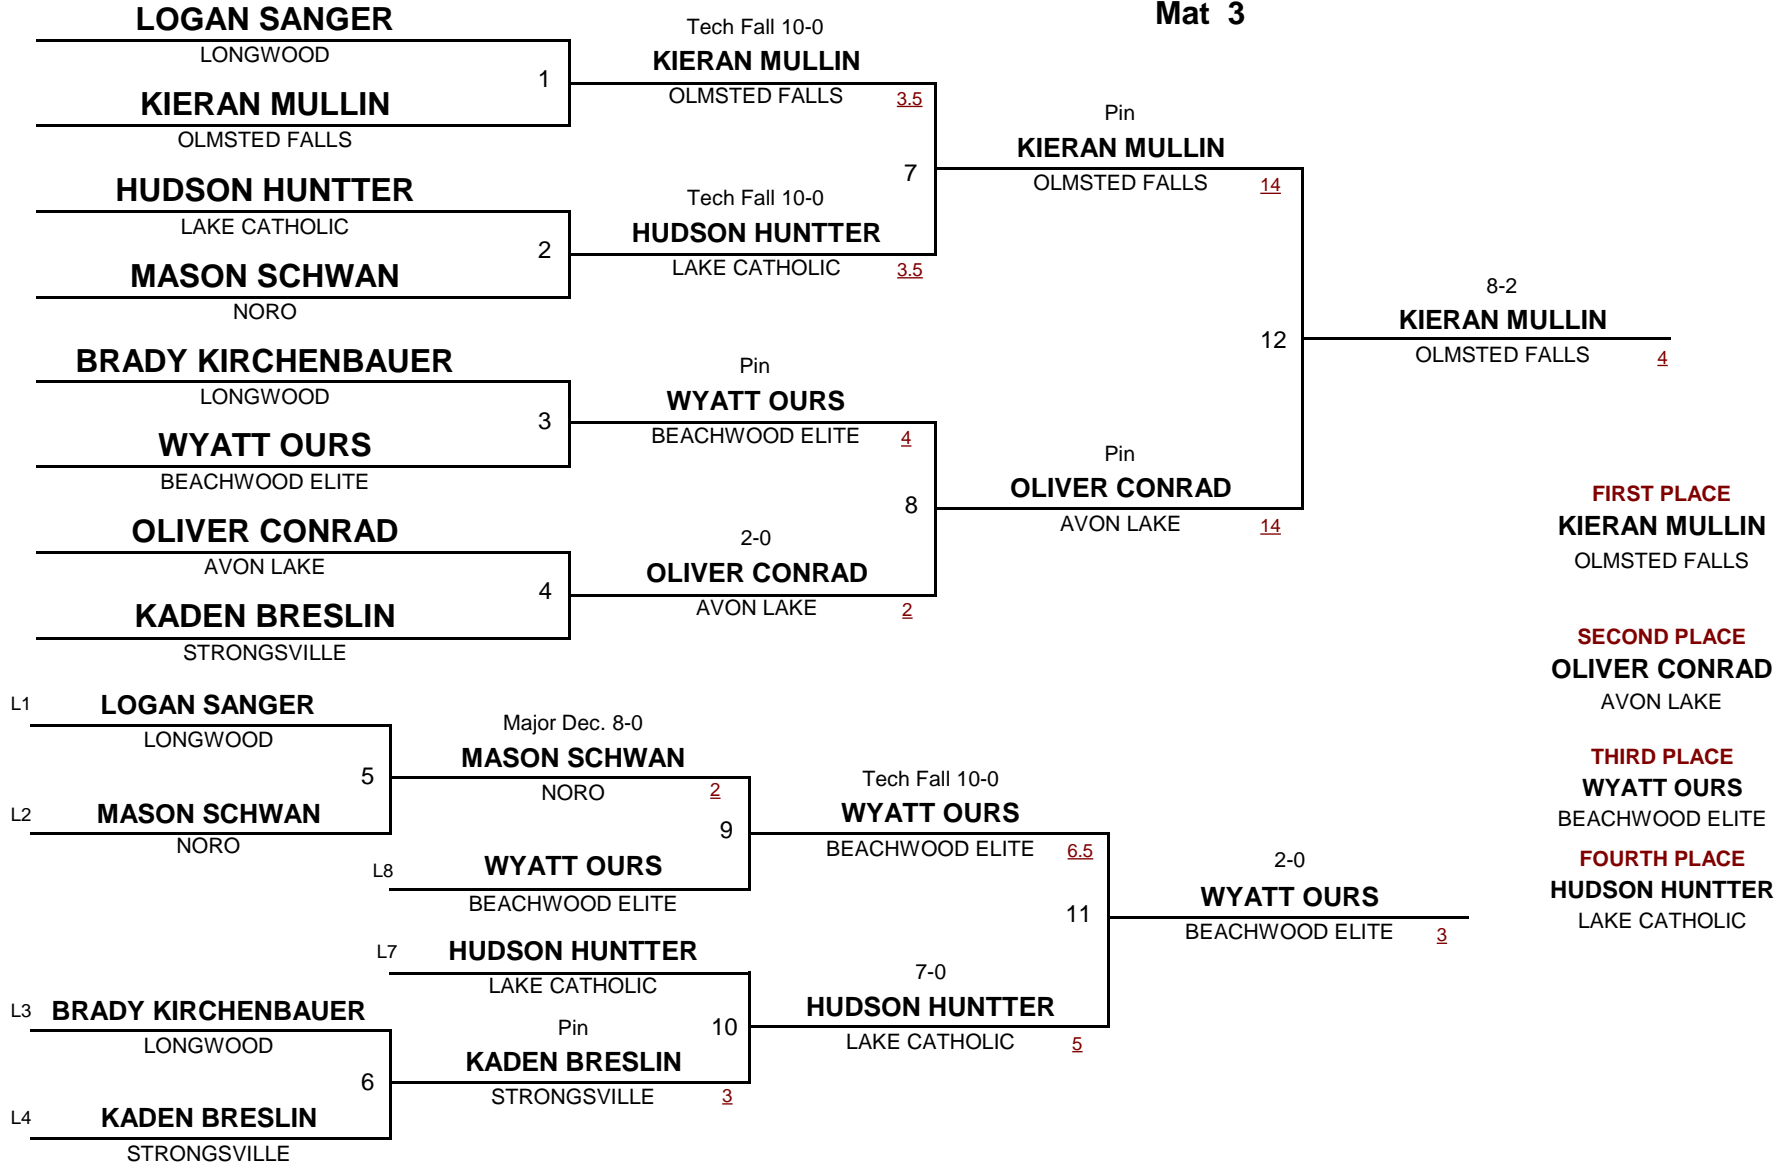 Mat 3
LOGAN SANGER
LONGWOOD
1
KIERAN MULLIN
OLMSTED FALLS
HUDSON HUNTTER
LAKE CATHOLIC
2
MASON SCHWAN
NORO
BRADY KIRCHENBAUER
LONGWOOD
3
WYATT OURS
BEACHWOOD ELITE
OLIVER CONRAD
AVON LAKE
4
KADEN BRESLIN
STRONGSVILLE
Tech Fall 10-0
KIERAN MULLIN
OLMSTED FALLS 3.5
7
Tech Fall 10-0
HUDSON HUNTTER
LAKE CATHOLIC 3.5
Pin
WYATT OURS
BEACHWOOD ELITE 4
8
2-0
OLIVER CONRAD
AVON LAKE 2
Pin
KIERAN MULLIN
OLMSTED FALLS 14
12
Pin
OLIVER CONRAD
AVON LAKE 14
8-2
KIERAN MULLIN
OLMSTED FALLS 4
L1 LOGAN SANGER
LONGWOOD
5
L2 MASON SCHWAN
NORO
L3 BRADY KIRCHENBAUER
LONGWOOD
6
L4 KADEN BRESLIN
STRONGSVILLE
Major Dec. 8-0
MASON SCHWAN
NORO 2
9
L8 WYATT OURS
BEACHWOOD ELITE
L7 HUDSON HUNTTER
LAKE CATHOLIC
Pin 10
KADEN BRESLIN
STRONGSVILLE 3
Tech Fall 10-0
WYATT OURS
BEACHWOOD ELITE 6.5
11
7-0
HUDSON HUNTTER
LAKE CATHOLIC 5
2-0
WYATT OURS
BEACHWOOD ELITE 3
FIRST PLACE
KIERAN MULLIN
OLMSTED FALLS
SECOND PLACE
OLIVER CONRAD
AVON LAKE
THIRD PLACE
WYATT OURS
BEACHWOOD ELITE
FOURTH PLACE
HUDSON HUNTTER
LAKE CATHOLIC